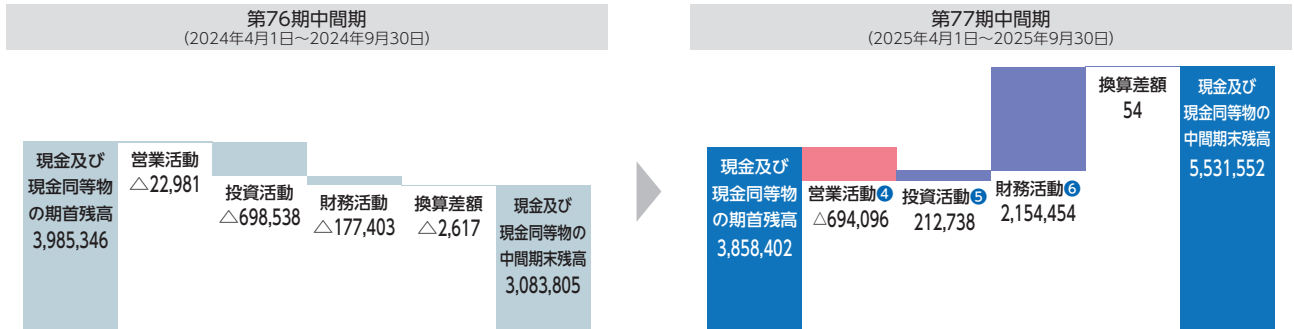 第76期中間期
(2024年4月1日～2024年9月30日)
現金及び
現金同等物
の期首残高
3,985,346
営業活動
△22,981
投資活動
△698,538
財務活動
△177,403
換算差額
△2,617
現金及び
現金同等物の
中間期末残高
3,083,805
第77期中間期
(2025年4月1日～2025年9月30日)
現金及び
現金同等物
の期首残高
3,858,402
営業活動❹
△694,096
投資活動❺
212,738
財務活動❻
2,154,454
換算差額
54
現金及び
現金同等物の
中間期末残高
5,531,552